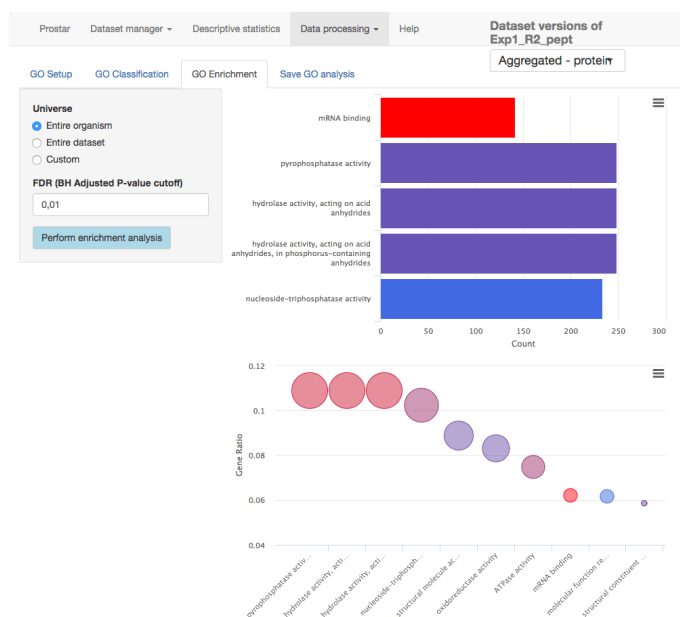 Prostar Dataset manager Descriptive statistics Data processing Help
Dataset versions of
Exp1_R2_pept
Aggregated - protein
GO Setup GO Classification GO Enrichment Save GO analysis
Universe
Entire organism
Entire dataset
Custom
FDR (BH Adjusted P-value cutoff)
0,01
Perform enrichment analysis
mRNA binding
pyrophosphatase activity
hydrolase activity, acting on acid
anhydrides
hydrolase activity, acting on acid
anhydrides, in phosphorus-containing
anhydrides
nucleoside-triphosphatase activity
0 50 100 150 200 250 300
Count
0.12
0.1
0.08
0.06
0.04
Gene Ratio
pyrophosphatase activ...
hydrolase activity, acti...
hydrolase activity, acti...
nucleoside-triphosph...
structural molecule ac...
oxidoreductase activity
ATPase activity
mRNA binding
molecular function re...
structural constituent ...